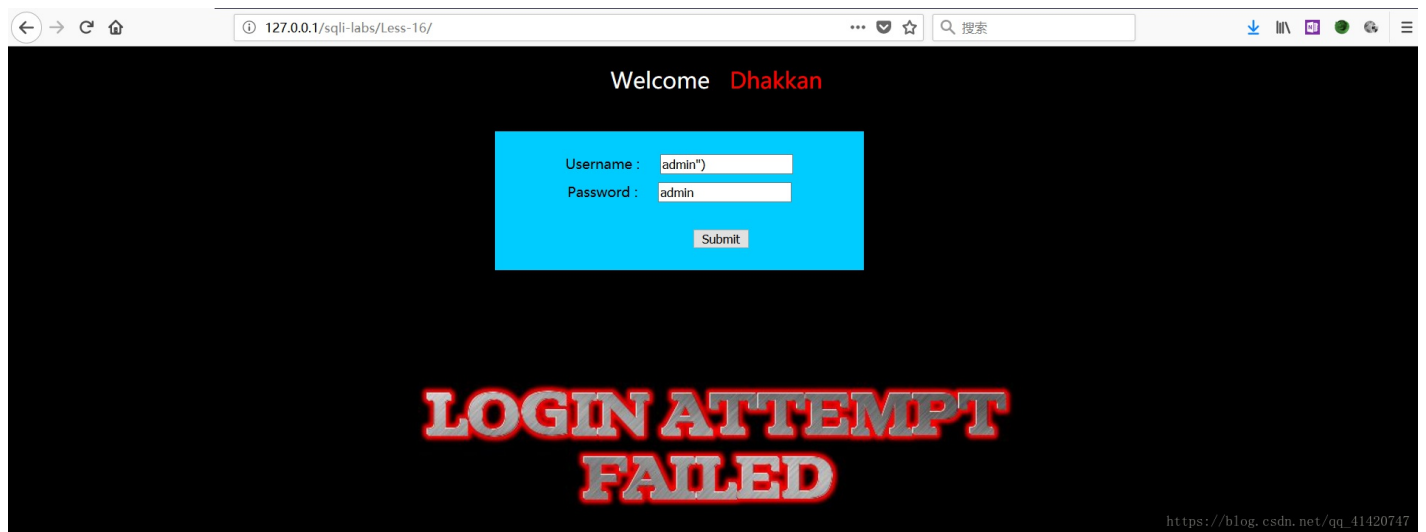 127.0.0.1/sqli-labs/Less-16/
搜索
Welcome Dhakkan
Username : admin")
Password : admin
Submit
LOGIN ATTEMPT
FAILED
https://blog.csdn.net/qq_41420747